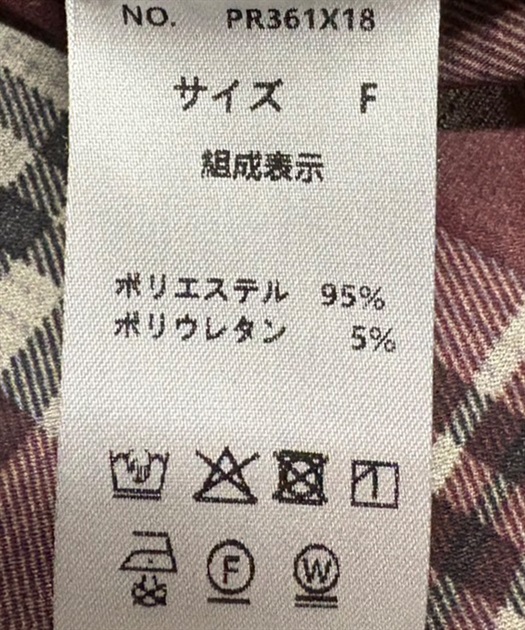 NO. PR361X18
サイズ F
組成表示
ポリエステル 95%
ポリウレタン 5%
F W